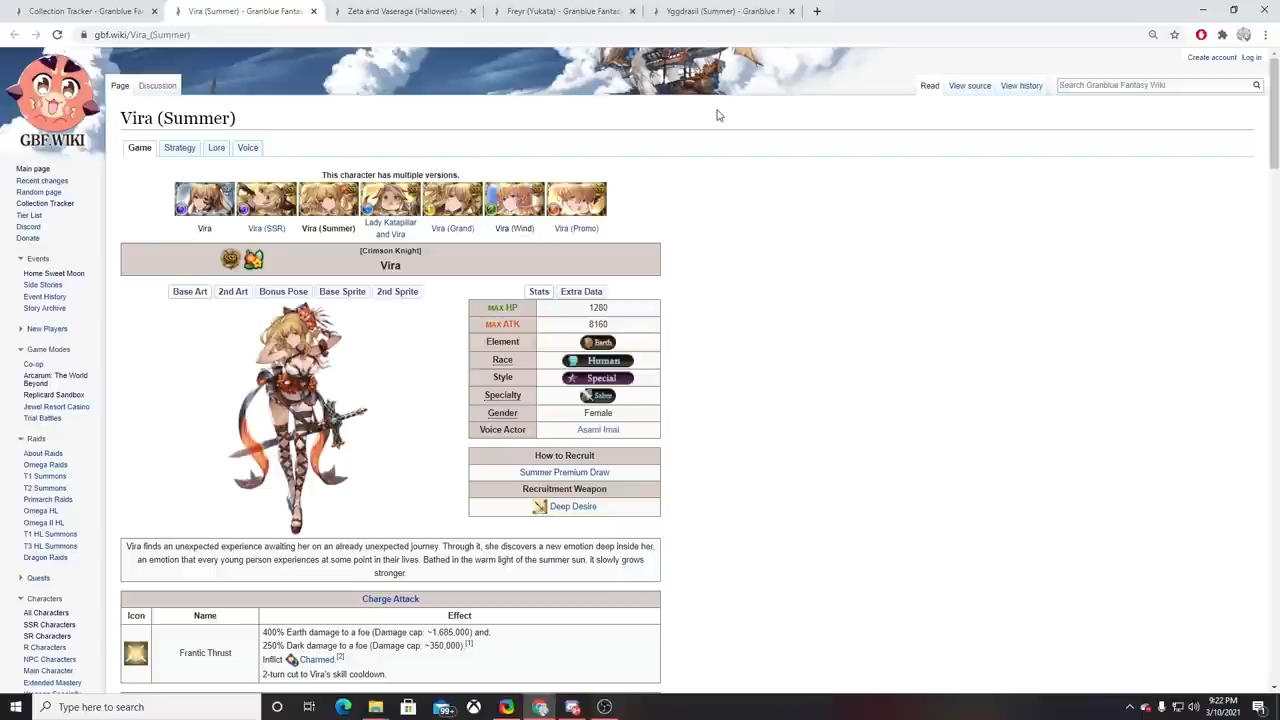 Clarisse (Summer) - Granblue Fa
Vira (Summer) - Granblue Fantasy
Zeta and Vaseraga (Halloween) -
Freyr (Yukata) - Granblue Fantasy
Yggdrasil (Summer) - Granblue F
gbf.wiki/Vira_(Summer)
Create account Log in
GBF.WIKI
Page Discussion
Read View source View history
Search Granblue Fantasy Wiki
Vira (Summer)
Game Strategy Lore Voice
This character has multiple versions.
Vira
Vira (SSR)
Vira (Summer)
Lady Katapillar
and Vira
Vira (Grand)
Vira (Wind)
Vira (Promo)
SSR
[Crimson Knight]
Vira
Base Art 2nd Art Bonus Pose Base Sprite 2nd Sprite
Stats Extra Data
MAX HP 1280
MAX ATK 8160
Element Earth
Race Human
Style Special
Specialty Sabre
Gender Female
Voice Actor Asami Imai
How to Recruit
Summer Premium Draw
Recruitment Weapon
Deep Desire
Vira finds an unexpected experience awaiting her on an already unexpected journey. Through it, she discovers a new emotion deep inside her,
an emotion that every young person experiences at some point in their lives. Bathed in the warm light of the summer sun, it slowly grows
stronger.
Charge Attack
Icon Name Effect
Frantic Thrust
400% Earth damage to a foe (Damage cap: ~1,685,000) and:
250% Dark damage to a foe (Damage cap: ~350,000).[1]
Inflict Charmed.[2]
2-turn cut to Vira's skill cooldown.
Main page
Recent changes
Random page
Collection Tracker
Tier List
Discord
Donate
Events
Home Sweet Moon
Side Stories
Event History
Story Archive
New Players
Game Modes
Co-op
Arcarum: The World
Beyond
Replicard Sandbox
Jewel Resort Casino
Trial Battles
Raids
About Raids
Omega Raids
T1 Summons
T2 Summons
Primarch Raids
Omega HL
Omega II HL
T1 HL Summons
T3 HL Summons
Dragon Raids
Quests
Characters
All Characters
SSR Characters
SR Characters
R Characters
NPC Characters
Main Character
Extended Mastery
Type here to search
99+
9:22 PM
3/10/2021